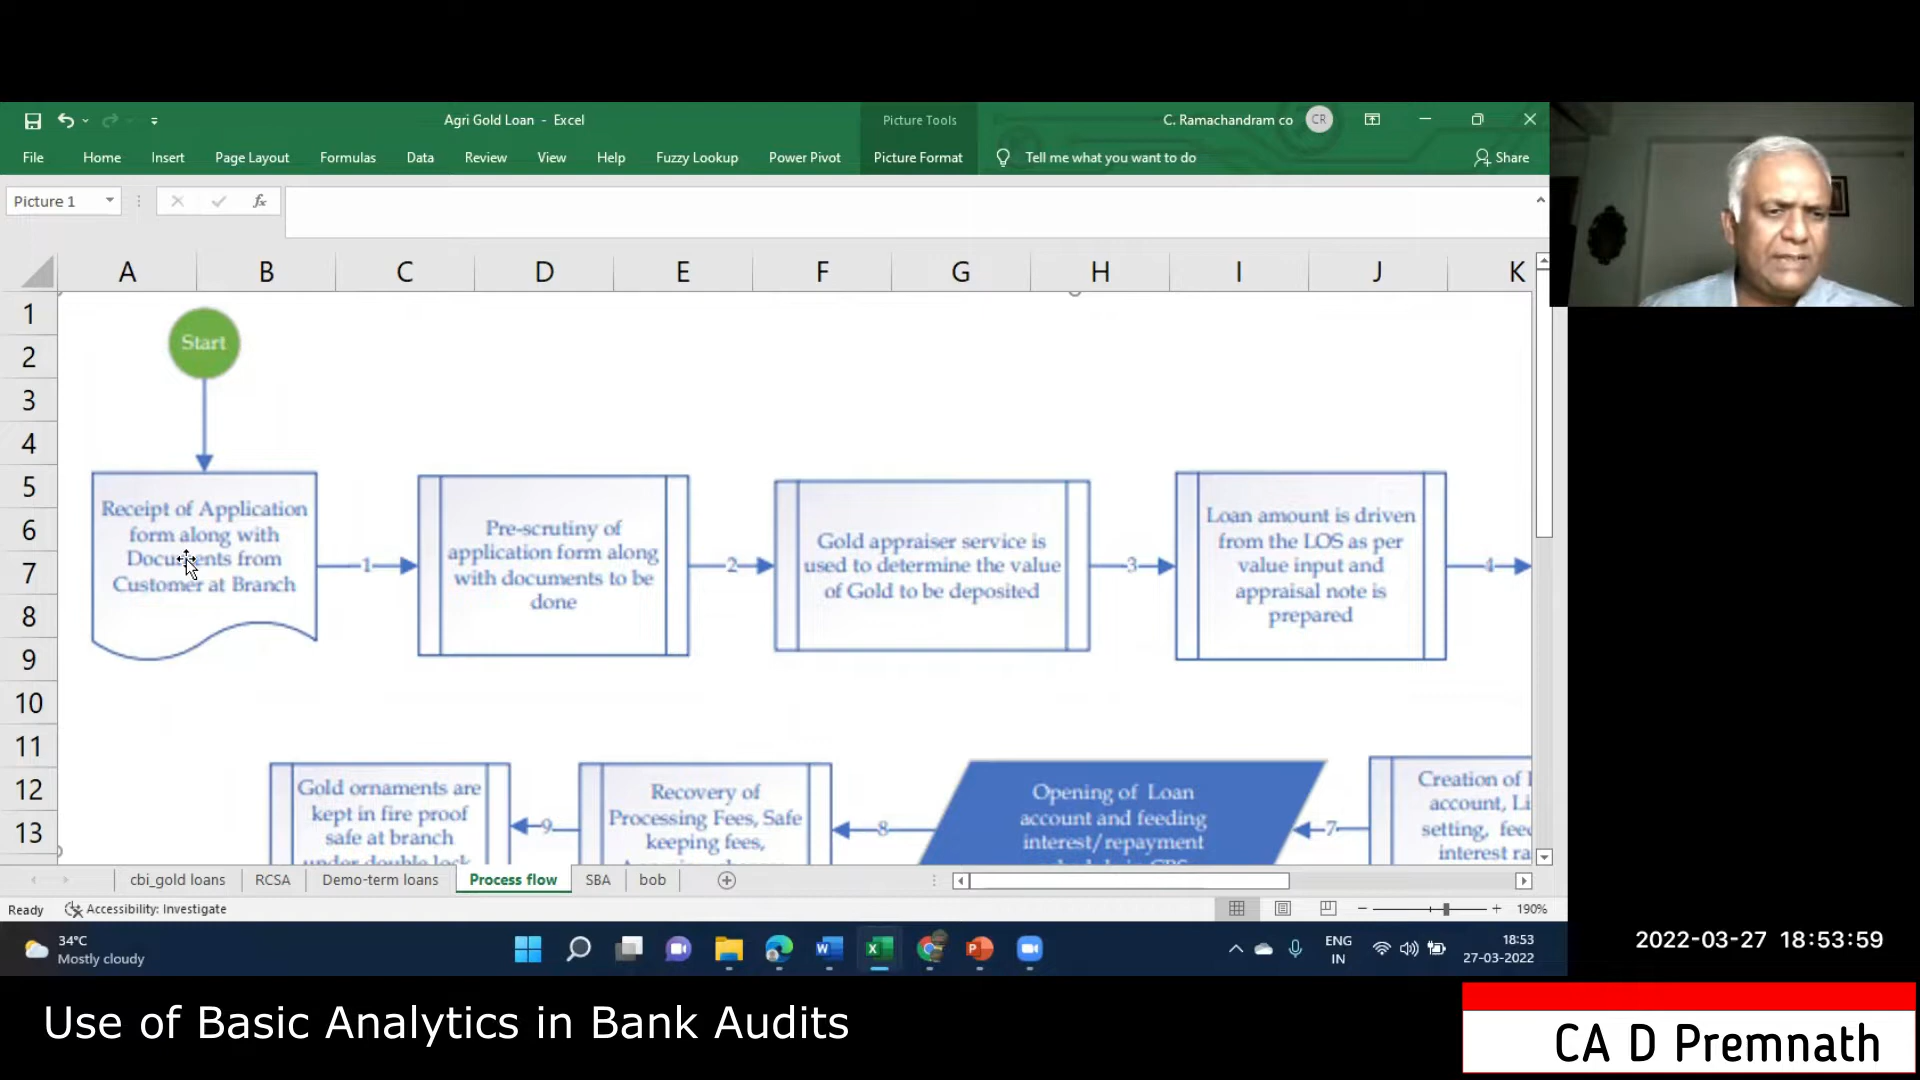 Agri Gold Loan - Excel
Picture Tools
C. Ramachandram co
CR
File
Home
Insert
Page Layout
Formulas
Data
Review
View
Help
Fuzzy Lookup
Power Pivot
Picture Format
Tell me what you want to do
Share
Picture 1
fx
A B C D E F G H I J K
1
2
3
4
5
6
7
8
9
10
11
12
13
Start
Receipt of Application
form along with
Documents from
Customer at Branch
1
Pre-scrutiny of
application form along
with documents to be
done
2
Gold appraiser service is
used to determine the value
of Gold to be deposited
3
Loan amount is driven
from the LOS as per
value input and
appraisal note is
prepared
4
Gold ornaments are
kept in fire proof
safe at branch
under double lock
9
Recovery of
Processing Fees, Safe
keeping fees,
8
Opening of Loan
account and feeding
interest/repayment
7
Creation of
account, Li
setting, feed
interest ra
cbi_gold loans
RCSA
Demo-term loans
Process flow
SBA
bob
Ready
Accessibility: Investigate
190%
34°C
Mostly cloudy
ENG
IN
18:53
27-03-2022
2022-03-27 18:53:59
Use of Basic Analytics in Bank Audits
CA D Premnath